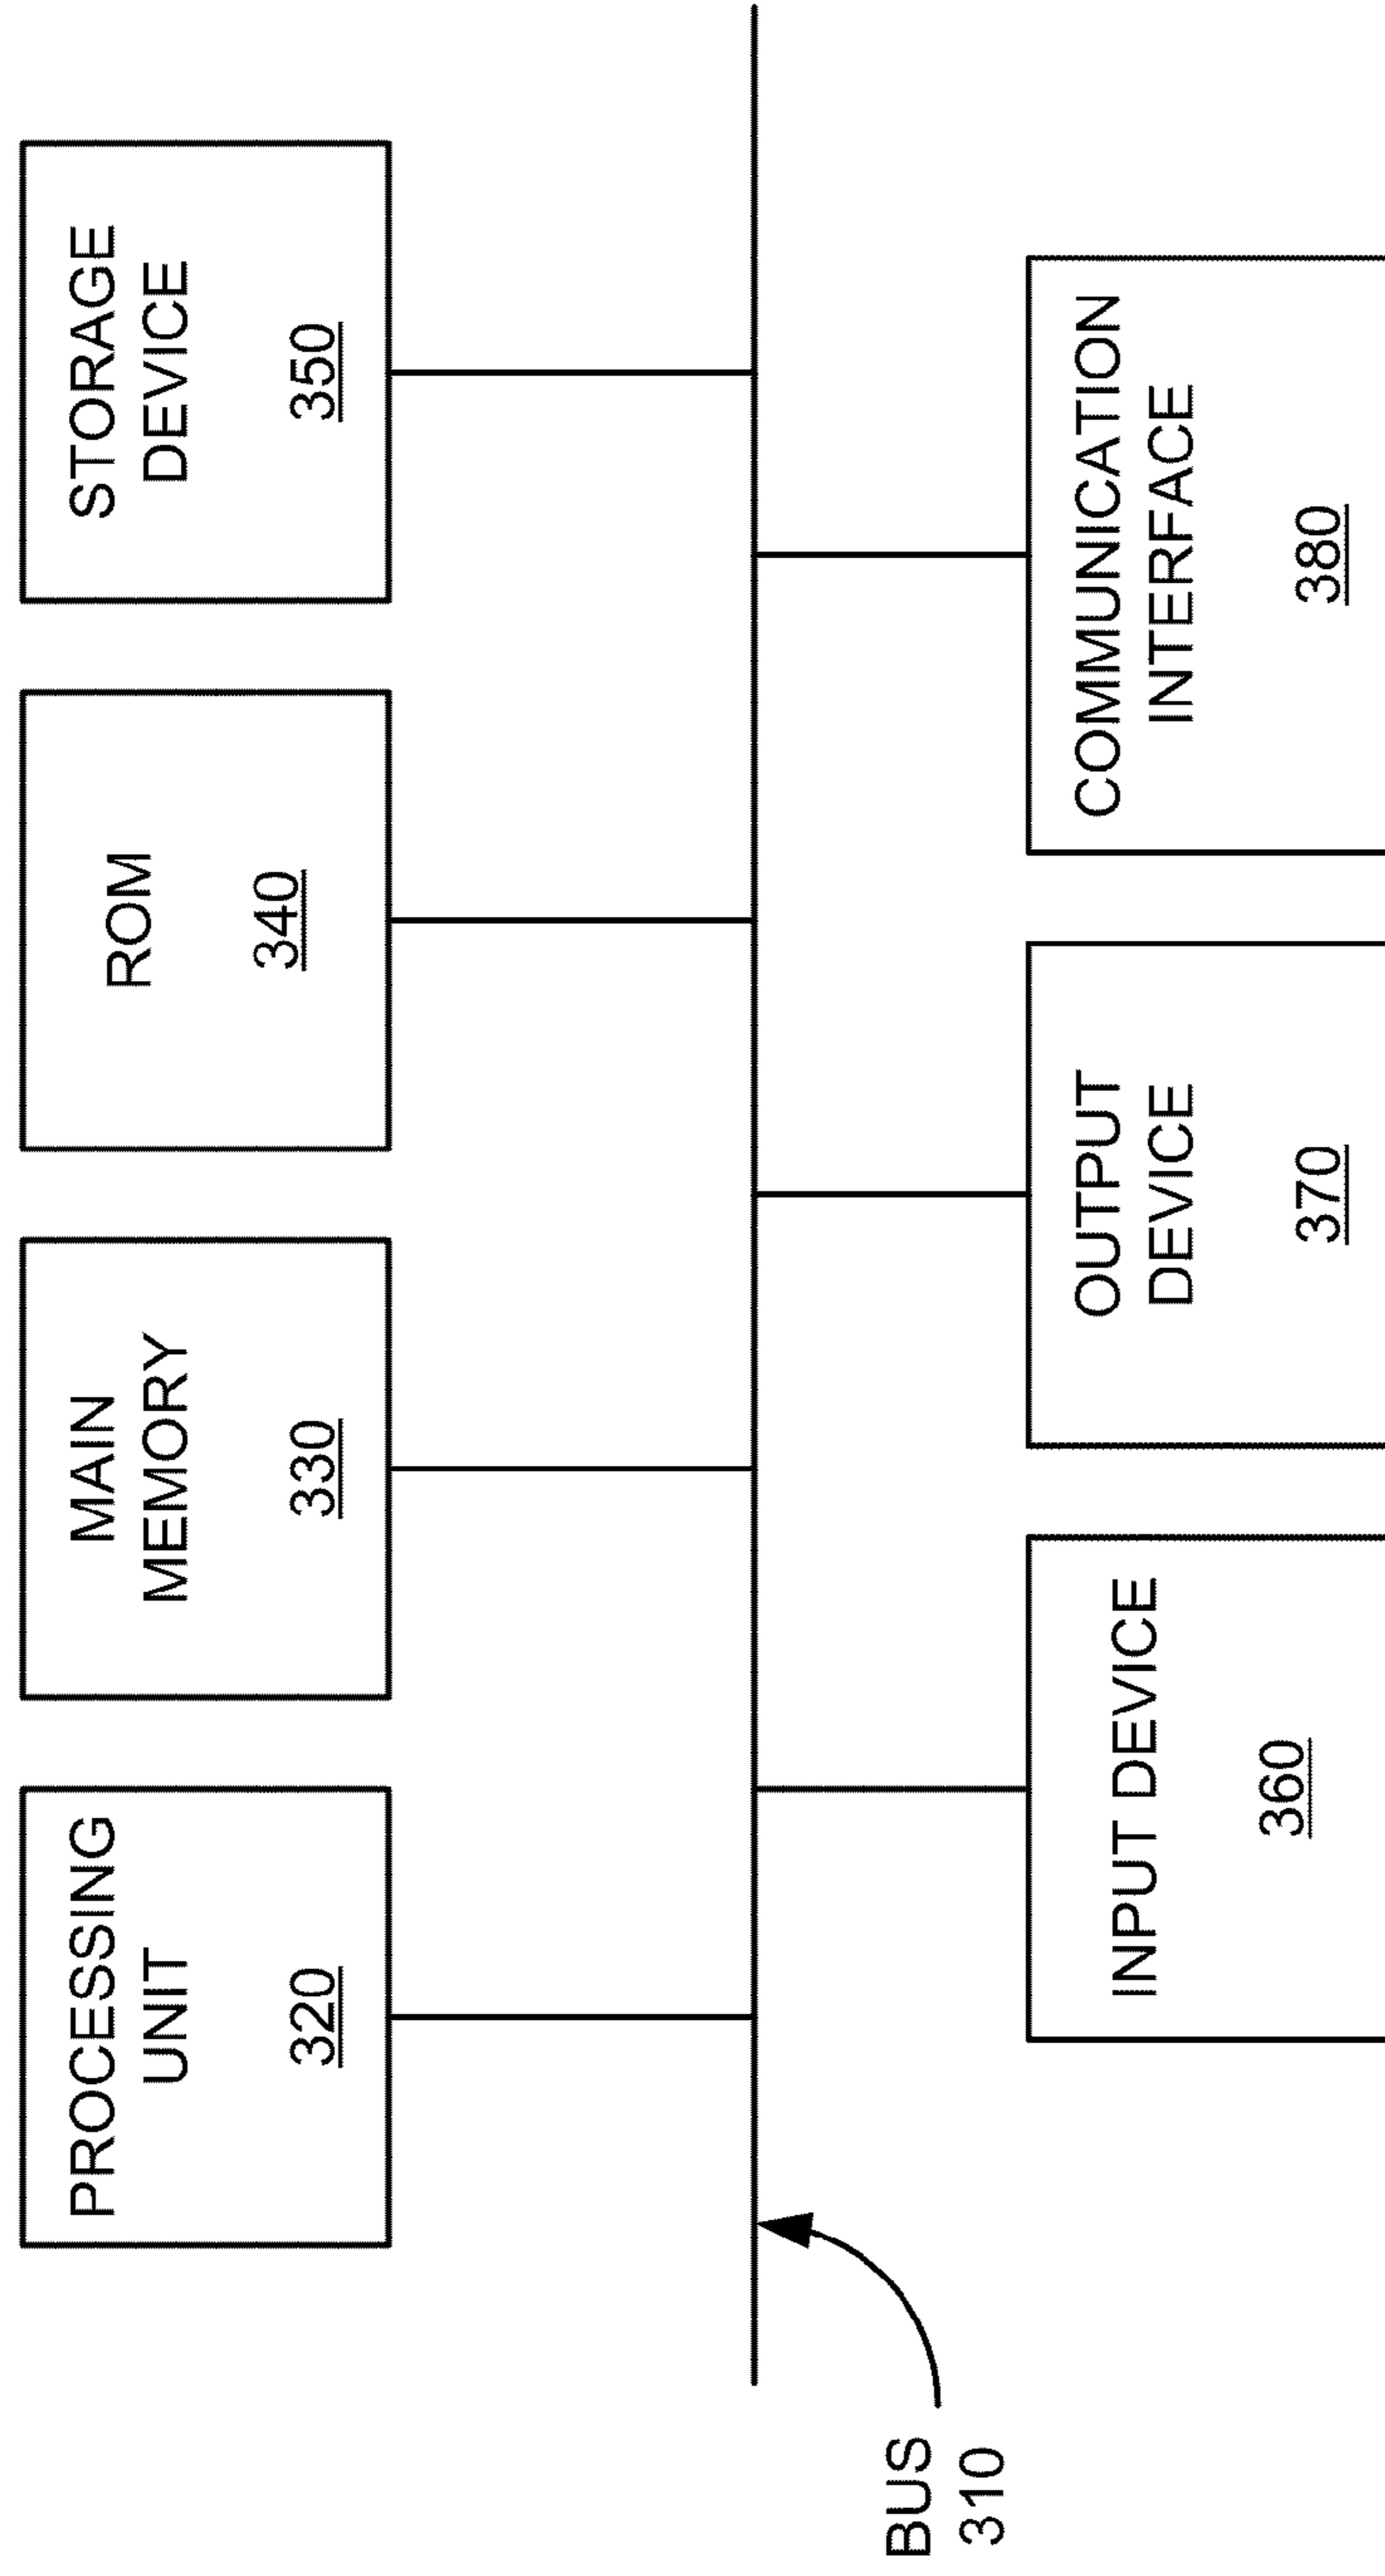 PROCESSING
UNIT
320
MAIN
MEMORY
330
ROM
340
STORAGE
DEVICE
350
BUS
310
INPUT DEVICE
360
OUTPUT
DEVICE
370
COMMUNICATION
INTERFACE
380